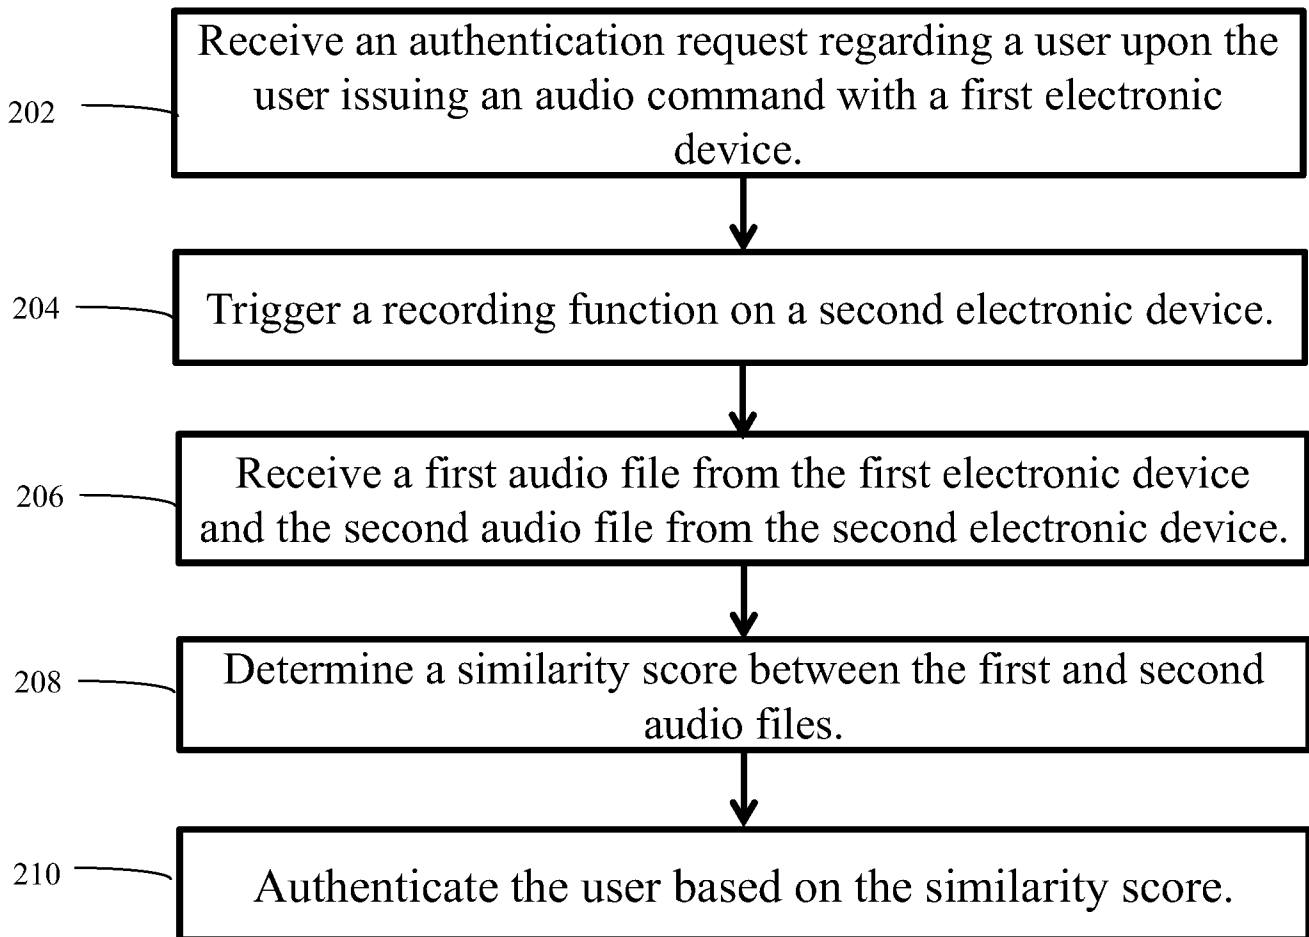 Receive an authentication request regarding a user upon the
user issuing an audio command with a first electronic
device.
202
Trigger a recording function on a second electronic device.
204
Receive a first audio file from the first electronic device
and the second audio file from the second electronic device.
206
Determine a similarity score between the first and second
audio files.
208
Authenticate the user based on the similarity score.
210